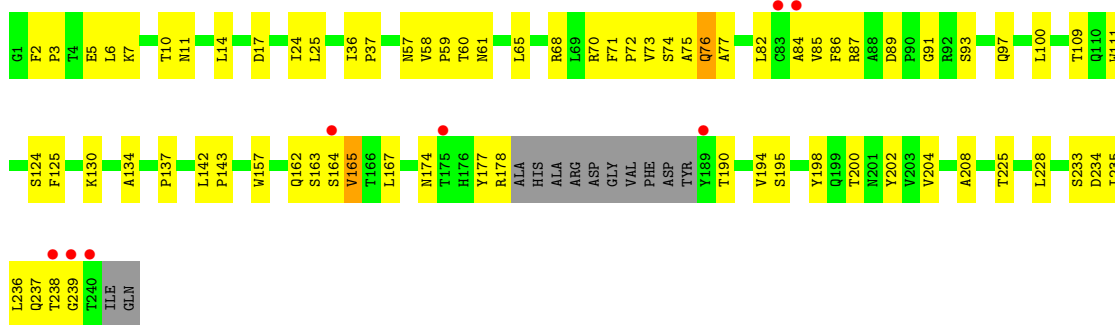 G1 F2 P3 T4 E5 L6 K7 T10 N11 L14 D17 I24 L25 I36 P37 N57 V58 P59 T60 N61 L65 R68 L69 R70 F71 P72 V73 S74 A75 Q76 A77 L82 C83 A84 V85 F86 R87 A88 D89 P90 G91 R92 S93 Q97 L100 T109 Q110 W111
S124 F125 K130 A134 P137 L142 P143 W157 Q162 S163 S164 V165 T166 L167 N174 T175 H176 Y177 R178 ALA HIS ALA ARG ASP GLY VAL PHE ASP TYR Y189 T190 V194 S195 Y198 Q199 T200 N201 Y202 V203 V204 A208 T225 L228 S233 D234
L236 Q237 T238 G239 T240 ILE GLN